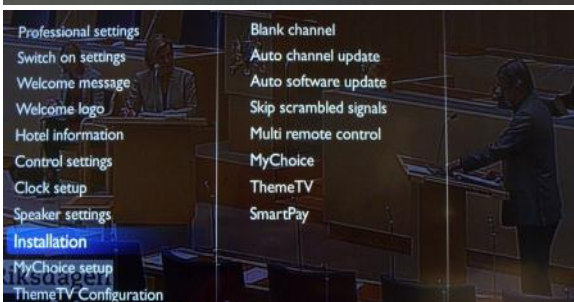 Professional settings
Switch on settings
Welcome message
Welcome logo
Hotel information
Control settings
Clock setup
Speaker settings
Installation
MyChoice setup
ThemeTV Configuration
Blank channel
Auto channel update
Auto software update
Skip scrambled signals
Multi remote control
MyChoice
ThemeTV
SmartPay
iksdagen